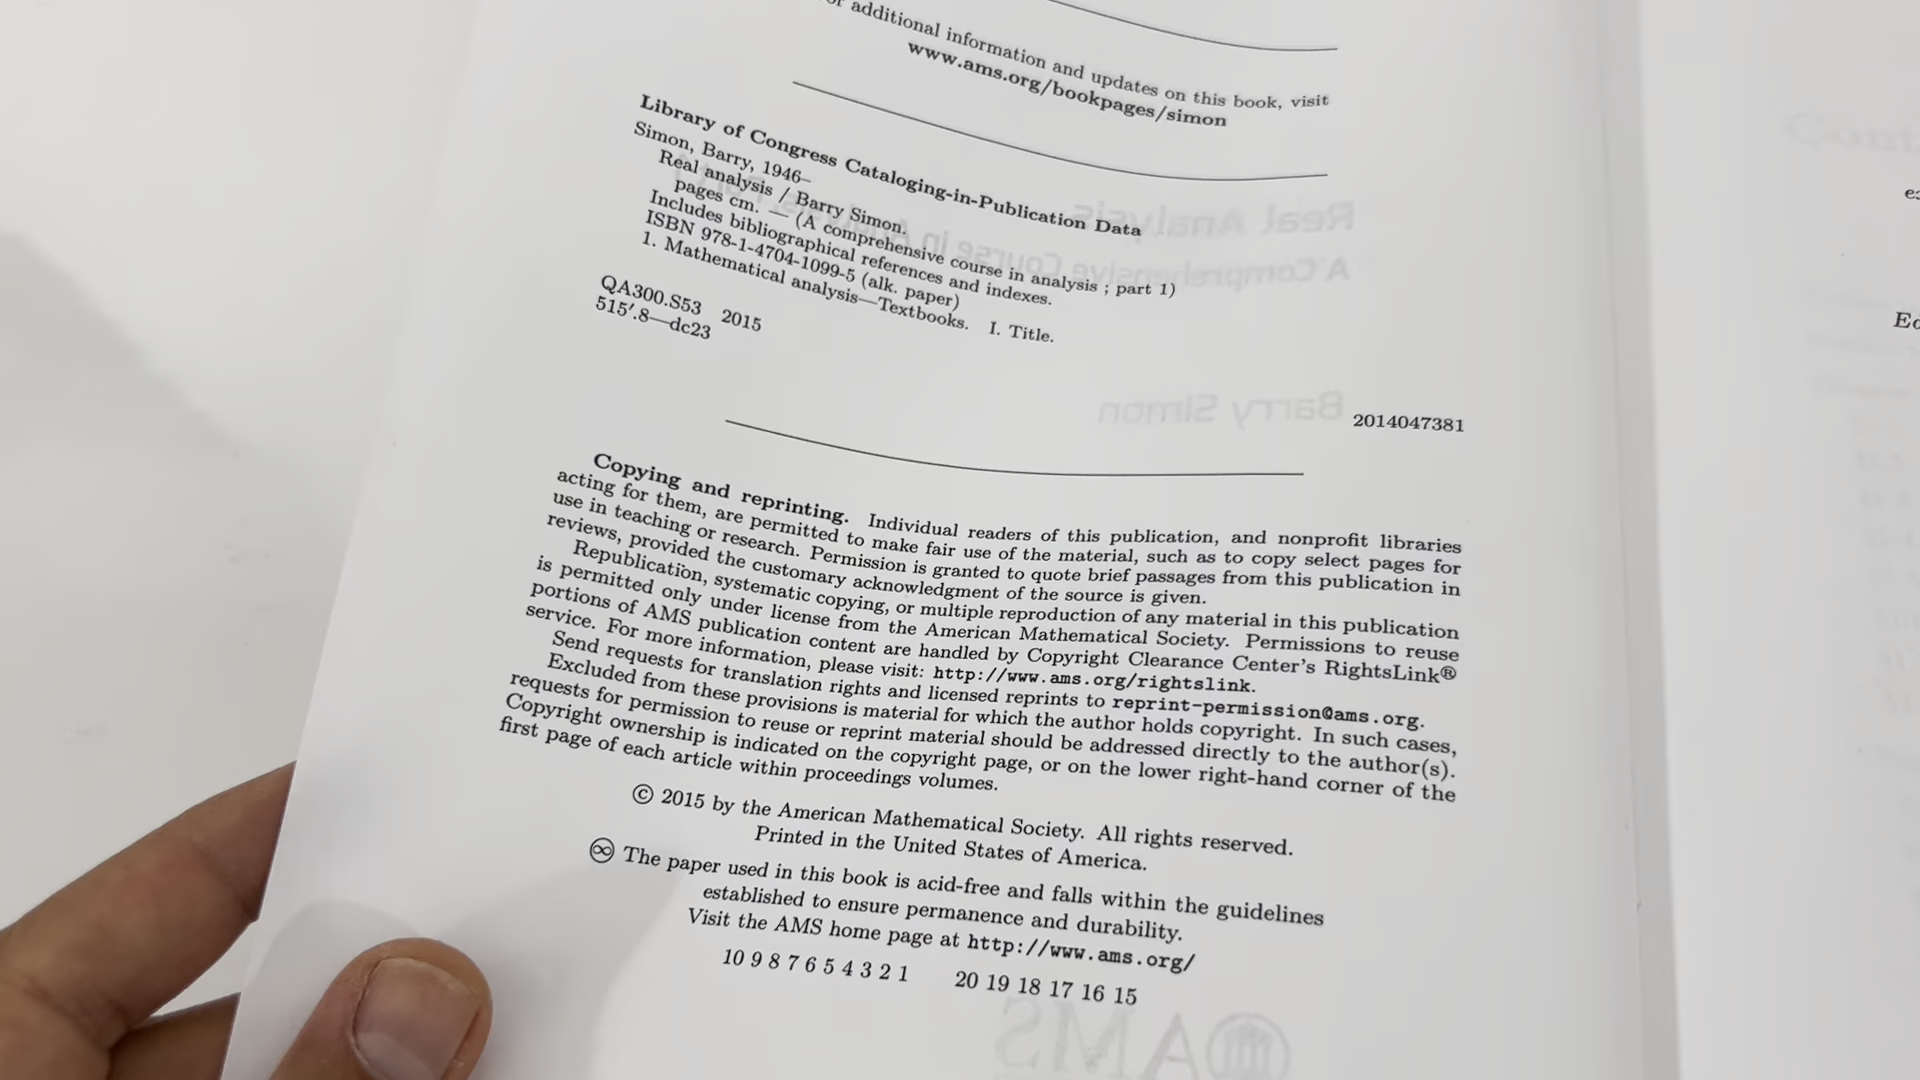 additional information and updates on this book, visit
www.ams.org/bookpages/simon
Library of Congress Cataloging-in-Publication Data
Simon, Barry, 1946–
Real analysis / Barry Simon.
pages cm. — (A comprehensive course in analysis ; part 1)
Includes bibliographical references and indexes.
ISBN 978-1-4704-1099-5 (alk. paper)
1. Mathematical analysis—Textbooks. I. Title.
QA300.S53 2015
515′.8—dc23
2014047381
Copying and reprinting. Individual readers of this publication, and nonprofit libraries
acting for them, are permitted to make fair use of the material, such as to copy select pages for
use in teaching or research. Permission is granted to quote brief passages from this publication in
reviews, provided the customary acknowledgment of the source is given.
Republication, systematic copying, or multiple reproduction of any material in this publication
is permitted only under license from the American Mathematical Society. Permissions to reuse
portions of AMS publication content are handled by Copyright Clearance Center's RightsLink®
service. For more information, please visit: http://www.ams.org/rightslink.
Send requests for translation rights and licensed reprints to reprint-permission@ams.org.
Excluded from these provisions is material for which the author holds copyright. In such cases,
requests for permission to reuse or reprint material should be addressed directly to the author(s).
Copyright ownership is indicated on the copyright page, or on the lower right-hand corner of the
first page of each article within proceedings volumes.
© 2015 by the American Mathematical Society. All rights reserved.
Printed in the United States of America.
♾ The paper used in this book is acid-free and falls within the guidelines
established to ensure permanence and durability.
Visit the AMS home page at http://www.ams.org/
10 9 8 7 6 5 4 3 2 1 20 19 18 17 16 15